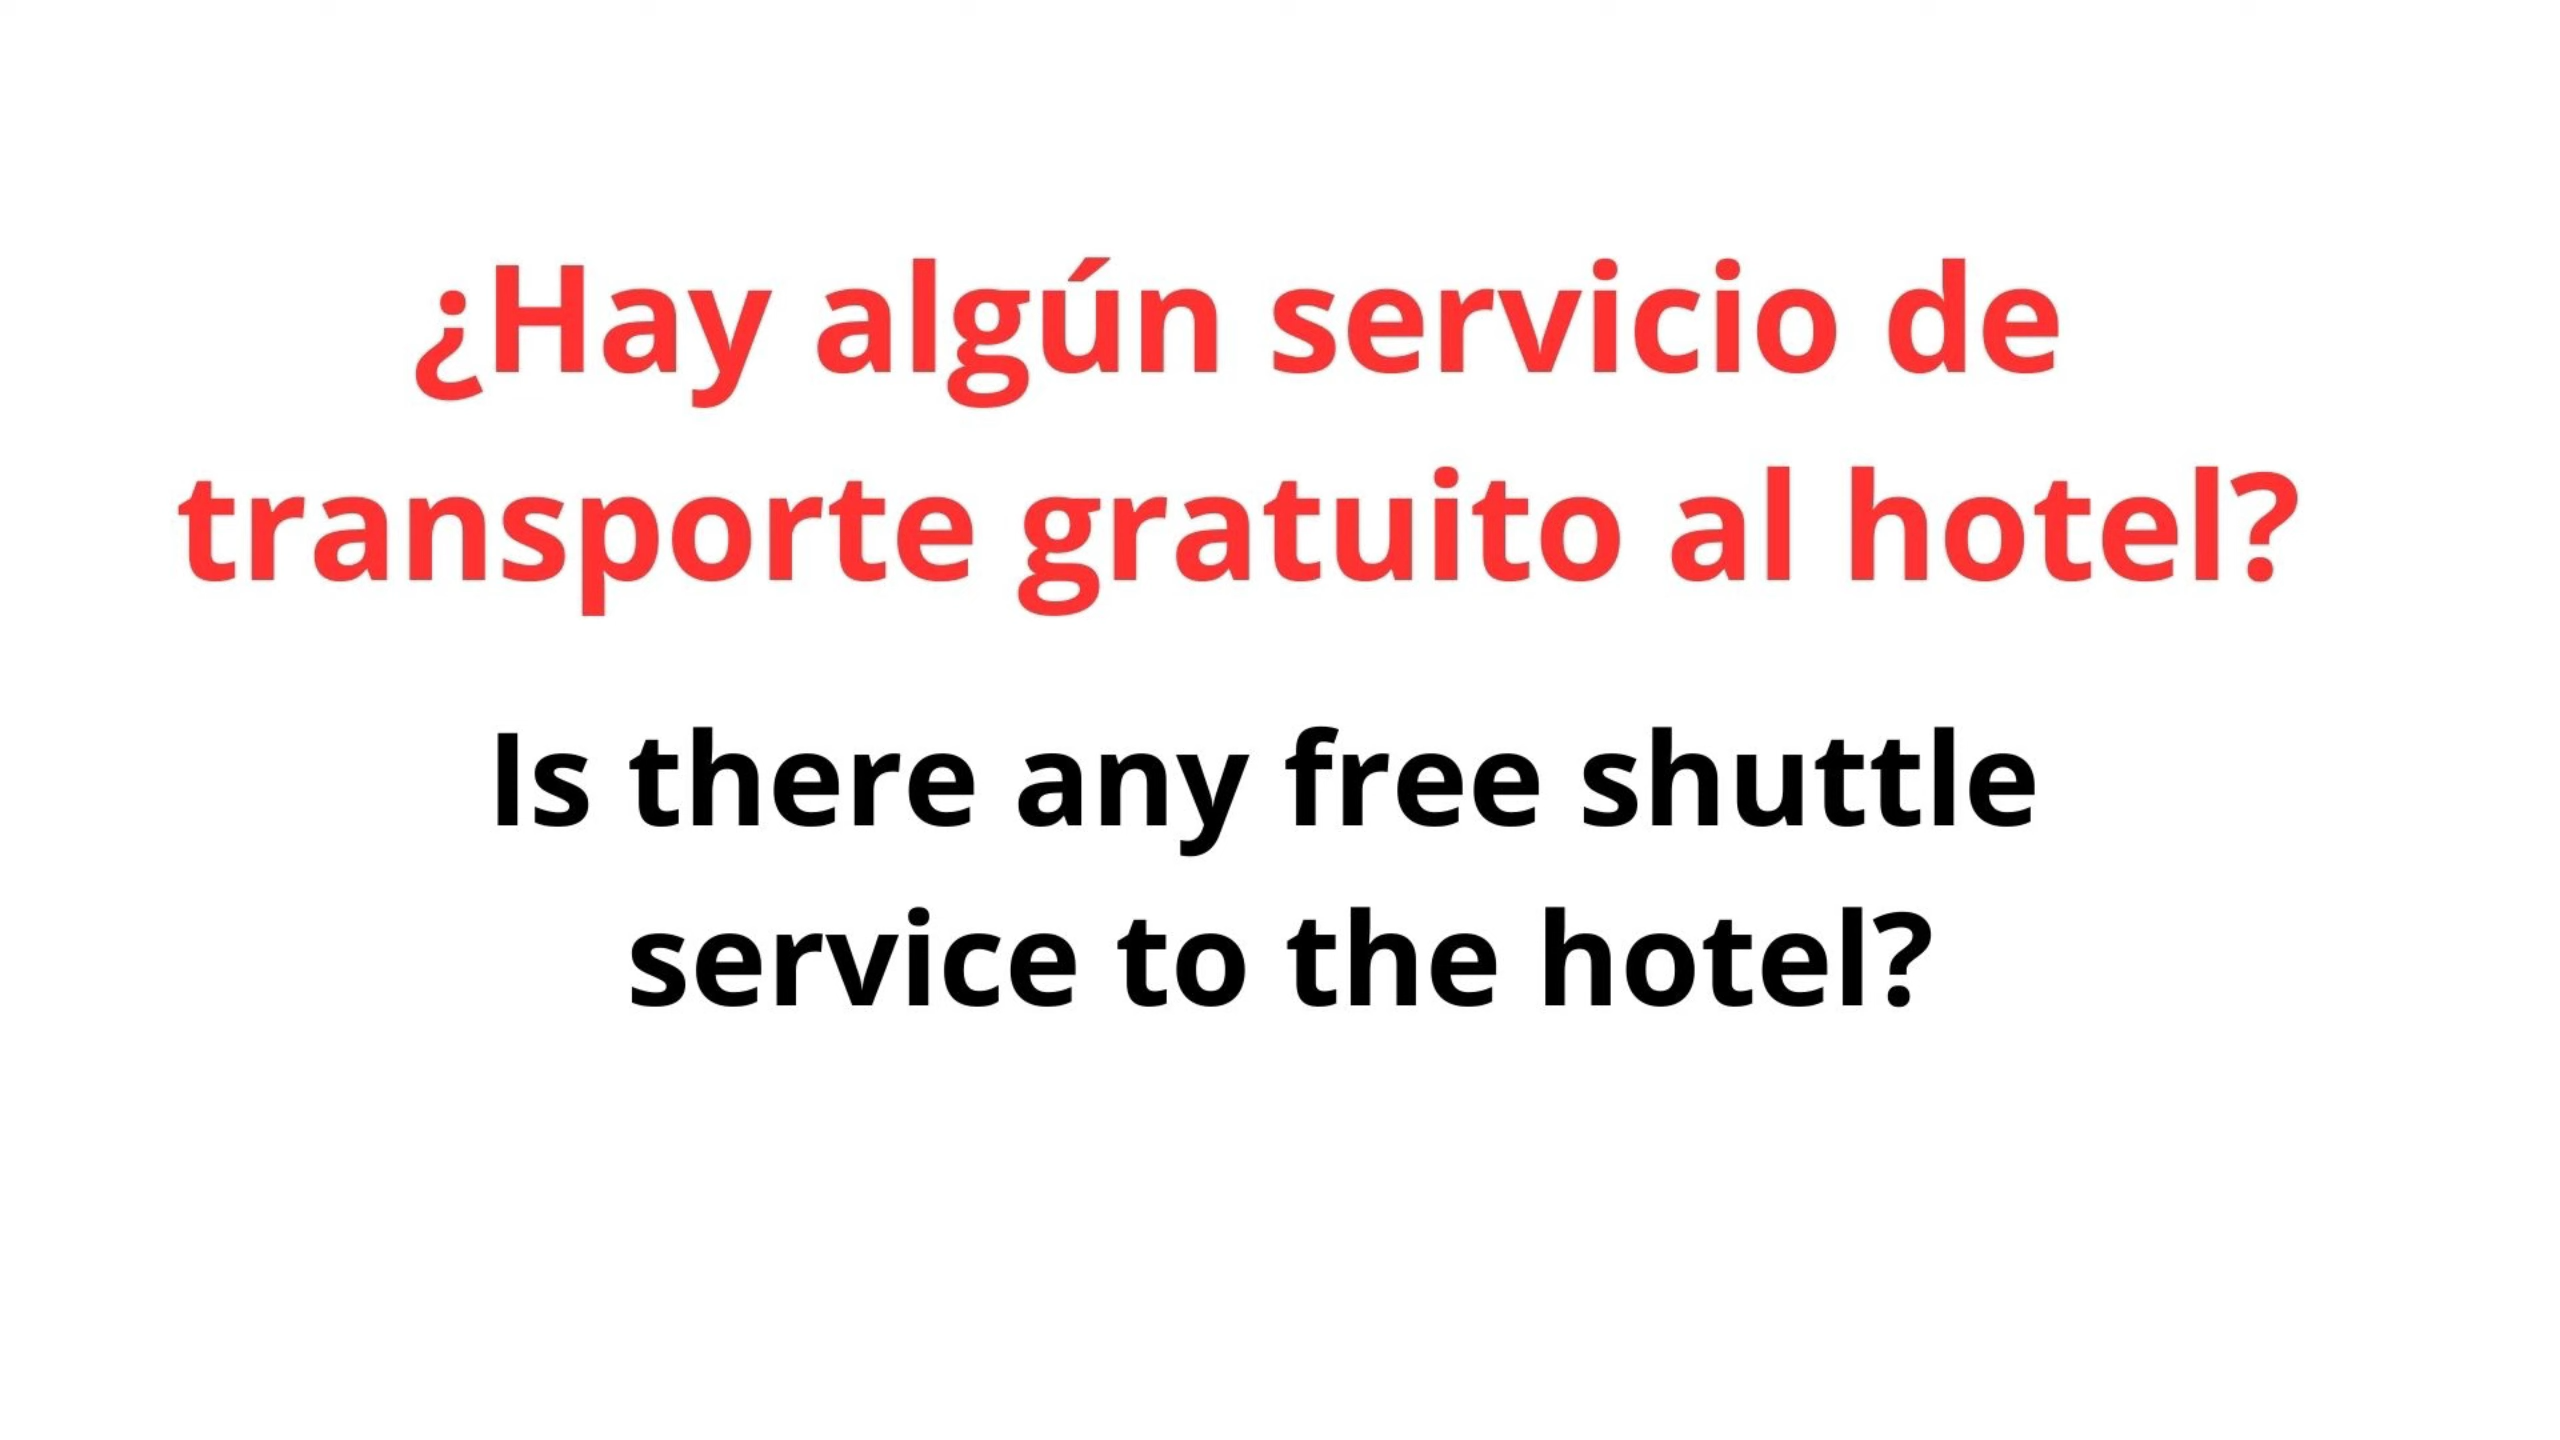 ¿Hay algún servicio de
transporte gratuito al hotel?
Is there any free shuttle
service to the hotel?